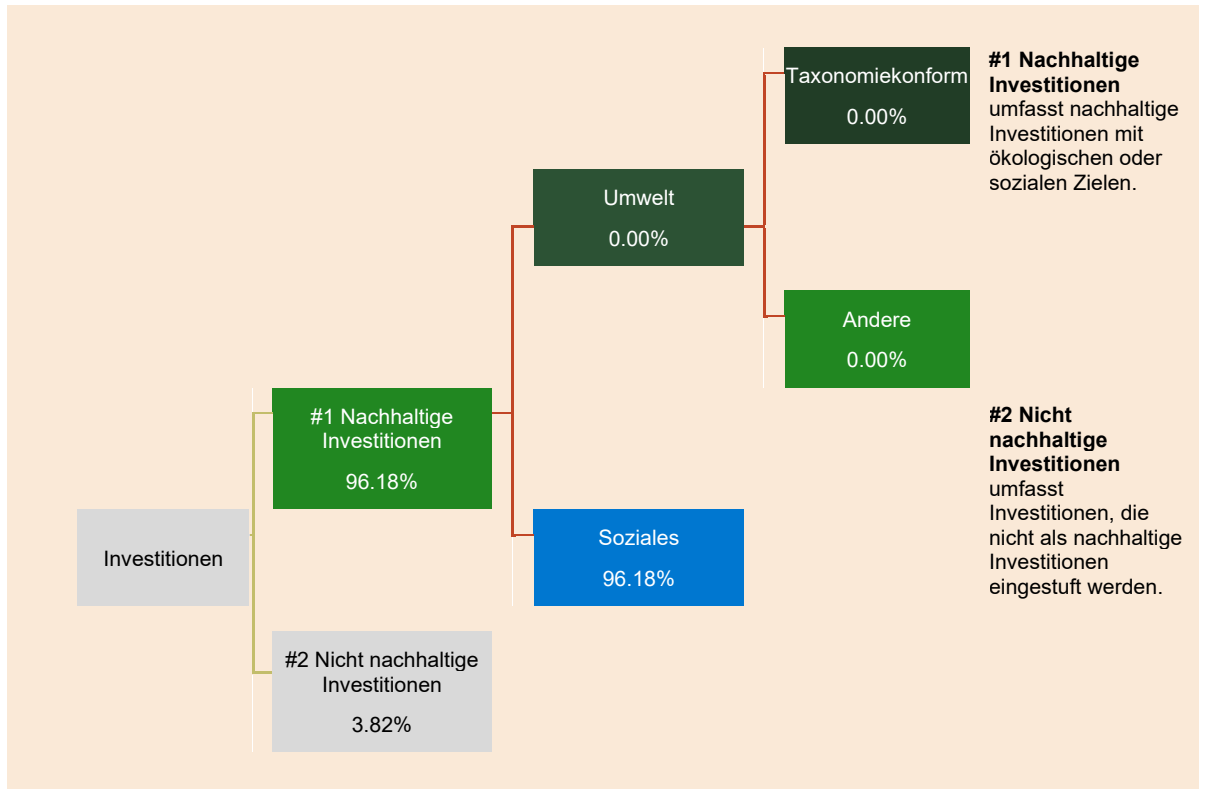 Taxonomiekonform
0.00%
#1 Nachhaltige
Investitionen
umfasst nachhaltige
Investitionen mit
ökologischen oder
sozialen Zielen.
Umwelt
0.00%
Andere
0.00%
#1 Nachhaltige
Investitionen
96.18%
#2 Nicht
nachhaltige
Investitionen
umfasst
Investitionen, die
nicht als nachhaltige
Investitionen
eingestuft werden.
Soziales
96.18%
Investitionen
#2 Nicht nachhaltige
Investitionen
3.82%